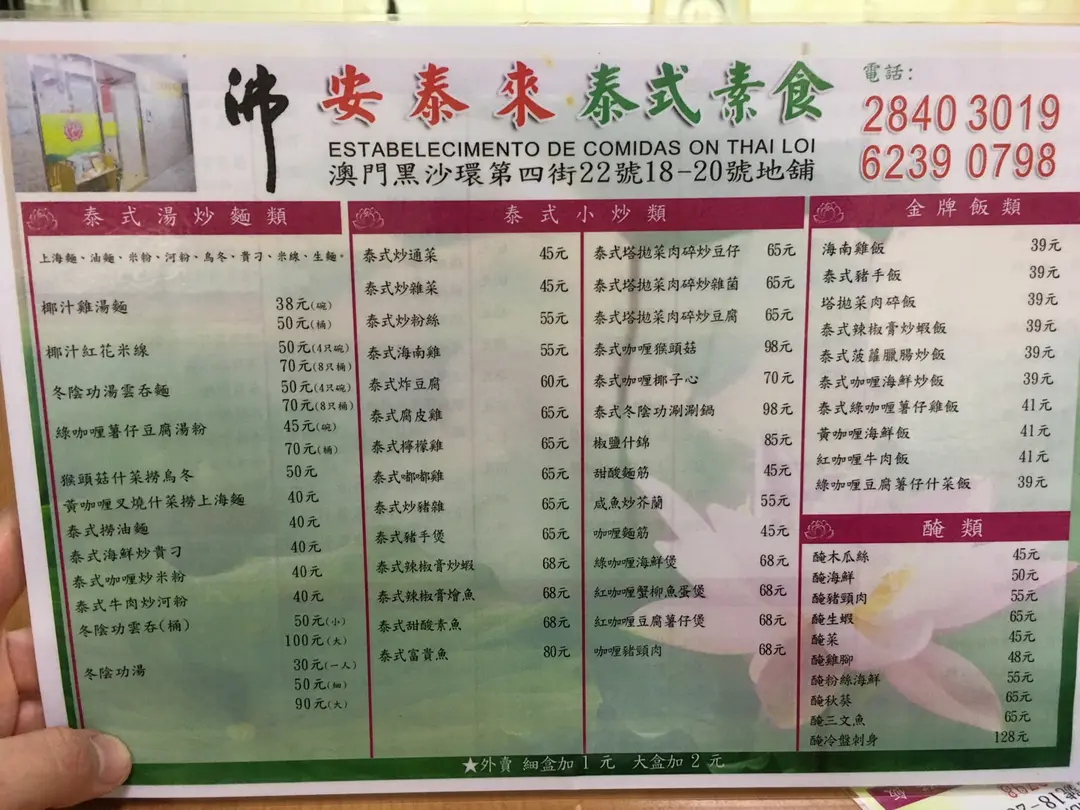 佛
安泰來泰式素食
ESTABELECIMENTO DE COMIDAS ON THAI LOI
澳門黑沙環第四街22號18-20號地舖
電話:
2840 3019
6239 0798
泰式湯炒麵類
上海麵、油麵、米粉、河粉、烏冬、貴刁、米線、生麵。
椰汁雞湯麵 38元(碗)
50元(桶)
椰汁紅花米線 50元(4只碗)
70元(8只桶)
冬陰功湯雲吞麵 50元(4只碗)
70元(8只桶)
綠咖喱薯仔豆腐湯粉 45元(碗)
70元(桶)
猴頭菇什菜撈烏冬 50元
黃咖喱叉燒什菜撈上海麵 40元
泰式撈油麵 40元
泰式海鮮炒貴刁 40元
泰式咖喱炒米粉 40元
泰式牛肉炒河粉 40元
冬陰功雲吞(桶) 50元(小)
100元(大)
冬陰功湯 30元(一人)
50元(細)
90元(大)
泰式小炒類
泰式炒通菜 45元
泰式炒雜菜 45元
泰式炒粉絲 55元
泰式海南雞 55元
泰式炸豆腐 60元
泰式腐皮雞 65元
泰式檸檬雞 65元
泰式嘟嘟雞 65元
泰式炒豬雜 65元
泰式豬手煲 65元
泰式辣椒膏炒蝦 68元
泰式辣椒膏燴魚 68元
泰式甜酸素魚 68元
泰式富貴魚 80元
泰式塔拋菜肉碎炒豆仔 65元
泰式塔拋菜肉碎炒雜菌 65元
泰式塔拋菜肉碎炒豆腐 65元
泰式咖喱猴頭菇 98元
泰式咖喱椰子心 70元
泰式冬陰功涮涮鍋 98元
椒鹽什錦 85元
甜酸麵筋 45元
咸魚炒芥蘭 55元
咖喱麵筋 45元
綠咖喱海鮮煲 68元
紅咖喱蟹柳魚蛋煲 68元
紅咖喱豆腐薯仔煲 68元
咖喱豬頸肉 68元
金牌飯類
海南雞飯 39元
泰式豬手飯 39元
塔拋菜肉碎飯 39元
泰式辣椒膏炒蝦飯 39元
泰式菠蘿臘腸炒飯 39元
泰式咖喱海鮮炒飯 39元
泰式綠咖喱薯仔雞飯 41元
黃咖喱海鮮飯 41元
紅咖喱牛肉飯 41元
綠咖喱豆腐薯仔什菜飯 39元
醃類
醃木瓜絲 45元
醃海鮮 50元
醃豬頸肉 55元
醃生蝦 65元
醃菜 45元
醃雞腳 48元
醃粉絲海鮮 55元
醃秋葵 65元
醃三文魚 65元
醃冷盤刺身 128元
★外賣 細盒加1元 大盒加2元